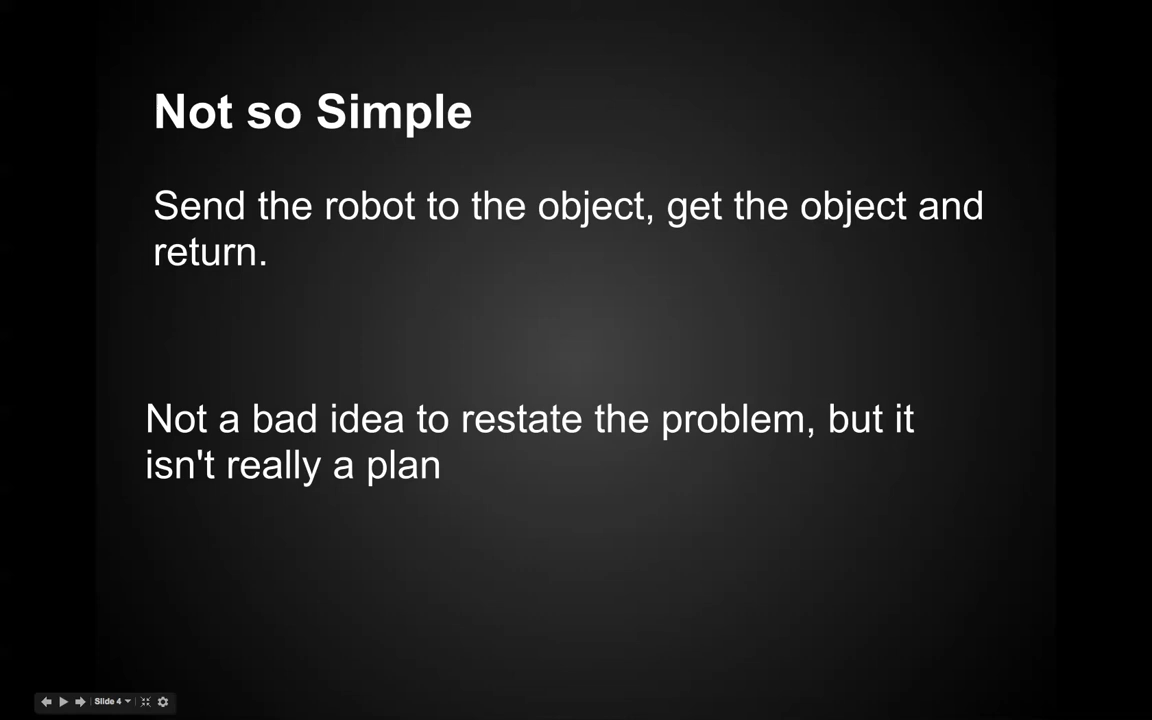 Not so Simple
Send the robot to the object, get the object and
return.
Not a bad idea to restate the problem, but it
isn't really a plan
Slide 4